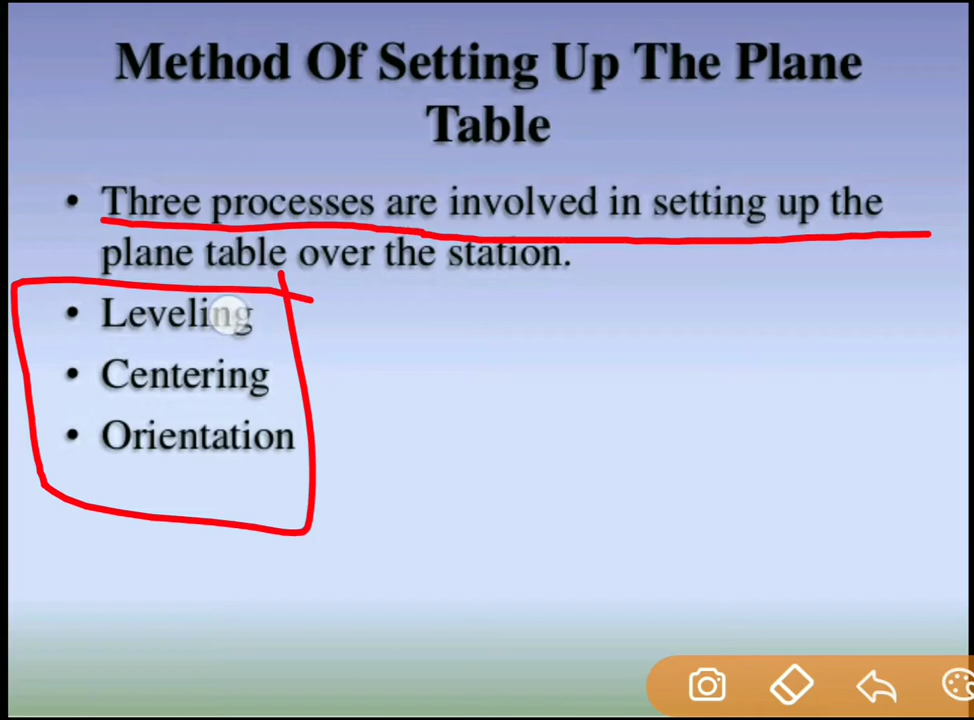 Method Of Setting Up The Plane
Table
• Three processes are involved in setting up the
plane table over the station.
• Leveling
• Centering
• Orientation